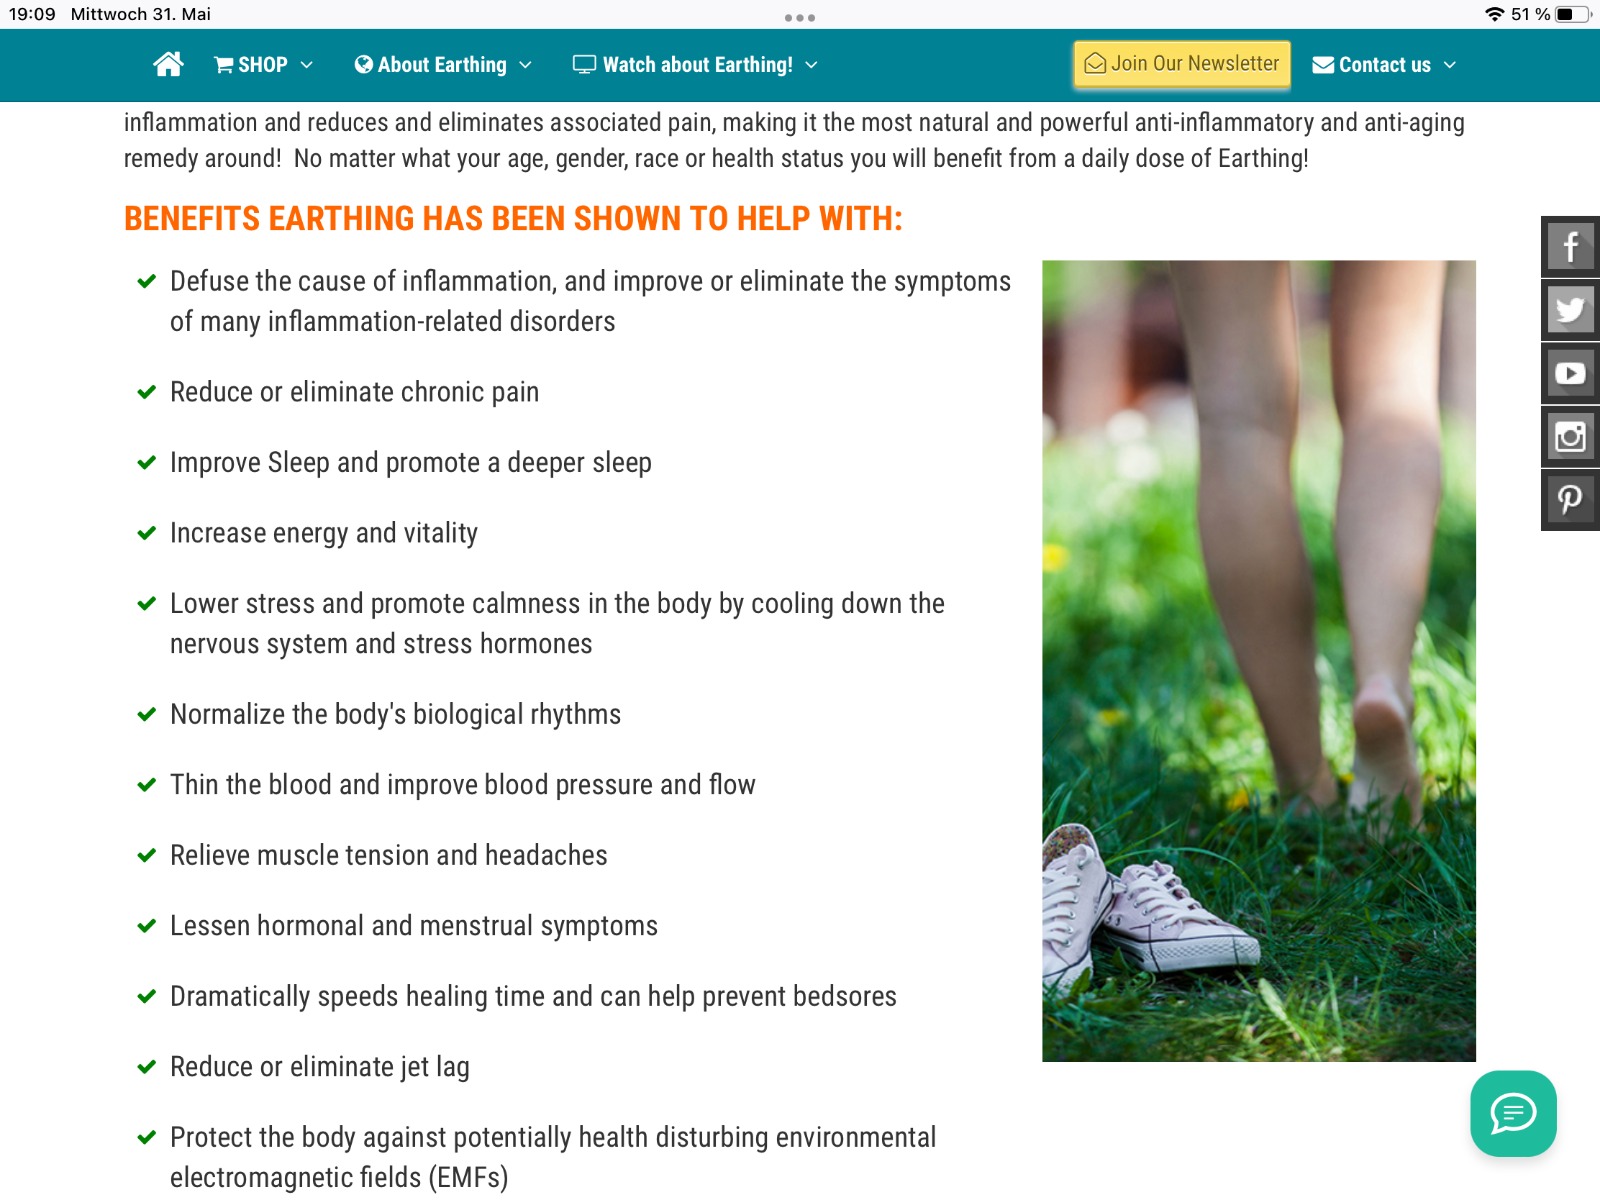 19:09 Mittwoch 31. Mai
51 %
SHOP
About Earthing
Watch about Earthing!
Join Our Newsletter
Contact us
inflammation and reduces and eliminates associated pain, making it the most natural and powerful anti-inflammatory and anti-aging
remedy around! No matter what your age, gender, race or health status you will benefit from a daily dose of Earthing!
BENEFITS EARTHING HAS BEEN SHOWN TO HELP WITH:
Defuse the cause of inflammation, and improve or eliminate the symptoms
of many inflammation-related disorders
Reduce or eliminate chronic pain
Improve Sleep and promote a deeper sleep
Increase energy and vitality
Lower stress and promote calmness in the body by cooling down the
nervous system and stress hormones
Normalize the body's biological rhythms
Thin the blood and improve blood pressure and flow
Relieve muscle tension and headaches
Lessen hormonal and menstrual symptoms
Dramatically speeds healing time and can help prevent bedsores
Reduce or eliminate jet lag
Protect the body against potentially health disturbing environmental
electromagnetic fields (EMFs)